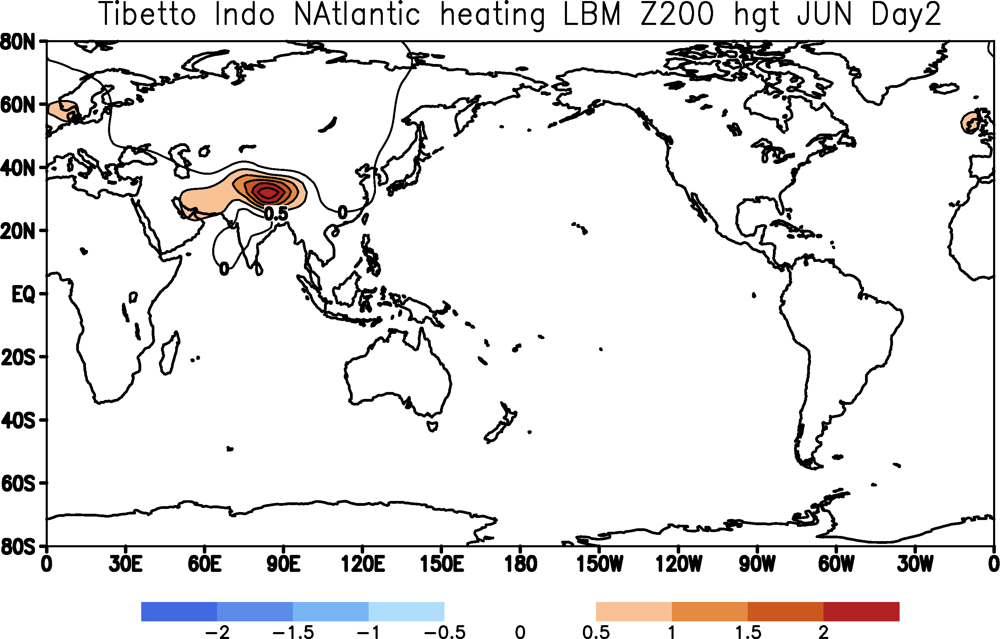 Tibetto Indo NAtlantic heating LBM Z200 hgt JUN Day2
80N
60N
40N
20N
EQ
20S
40S
60S
80S
0.5
0
0
0 30E 60E 90E 120E 150E 180 150W 120W 90W 60W 30W 0
−2 −1.5 −1 −0.5 0 0.5 1 1.5 2